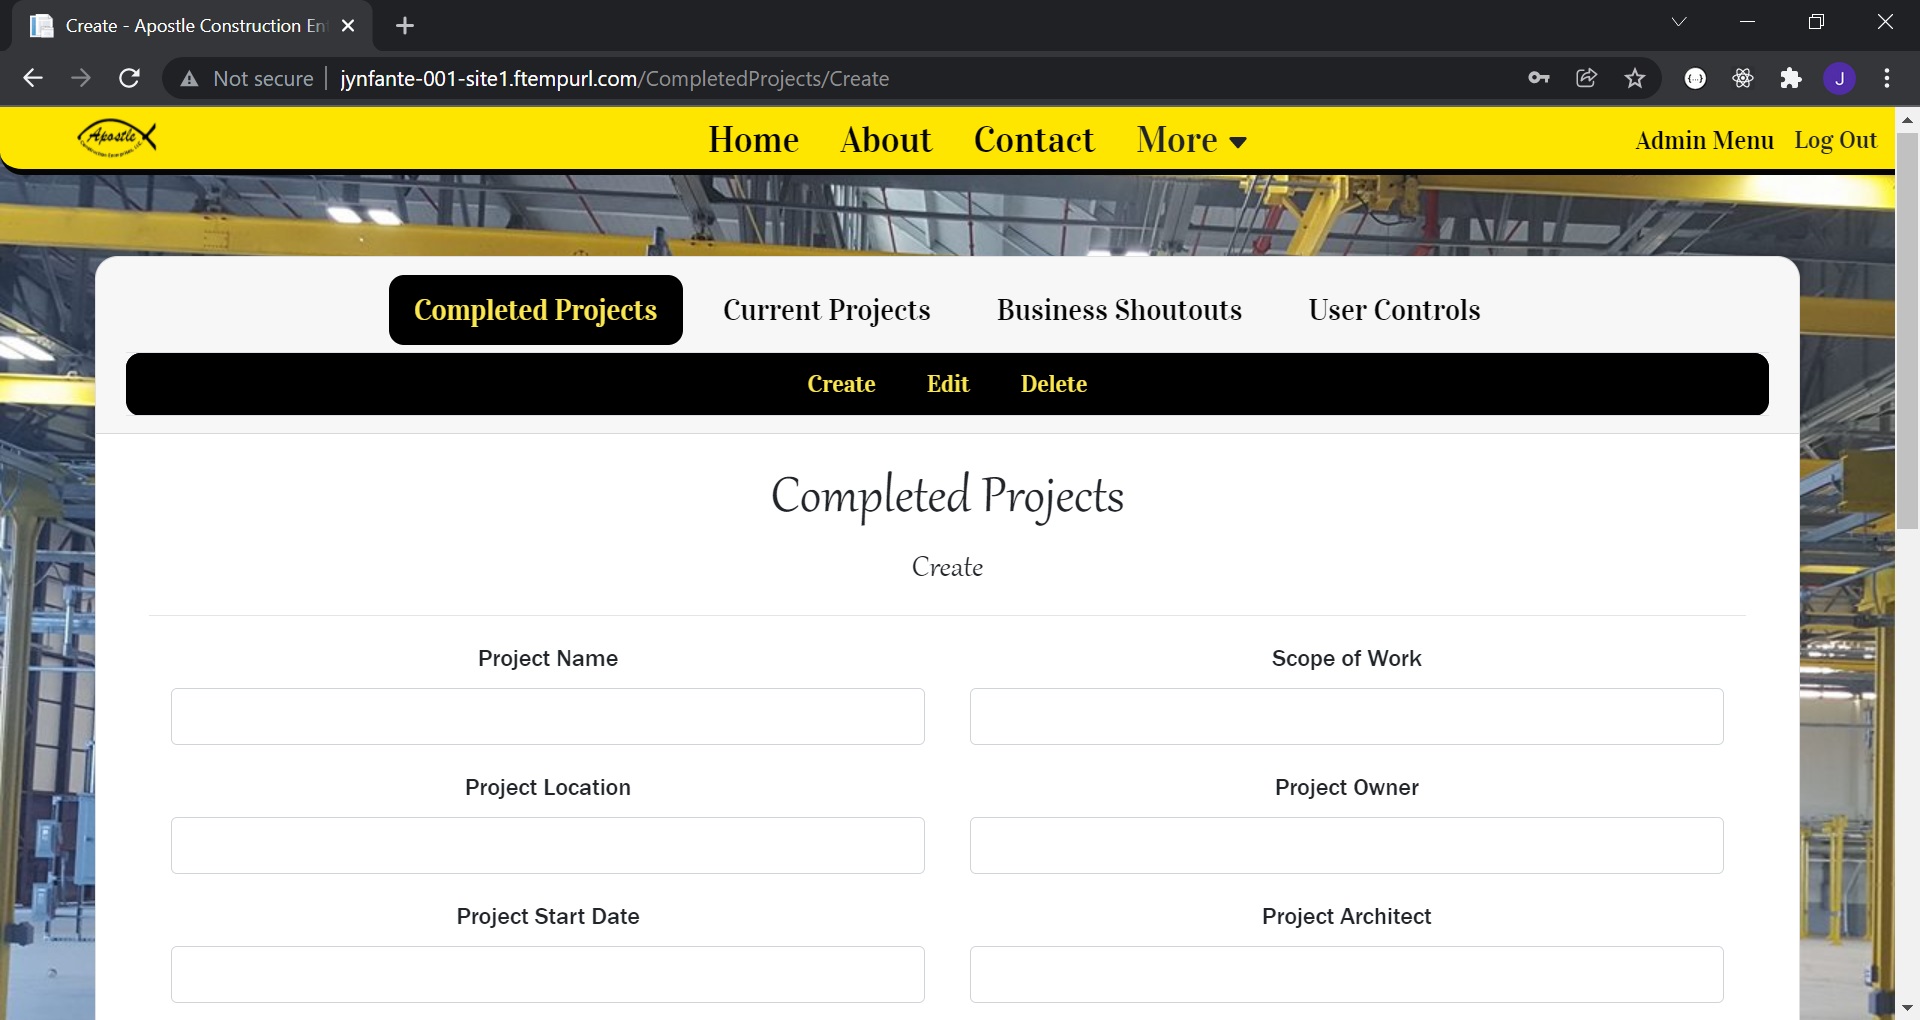 Create - Apostle Construction En
Not secure | jynfante-001-site1.ftempurl.com/CompletedProjects/Create
J
Apostle
Home About Contact More
Admin Menu Log Out
Completed Projects Current Projects Business Shoutouts User Controls
Create Edit Delete
Completed Projects
Create
Project Name Scope of Work
Project Location Project Owner
Project Start Date Project Architect